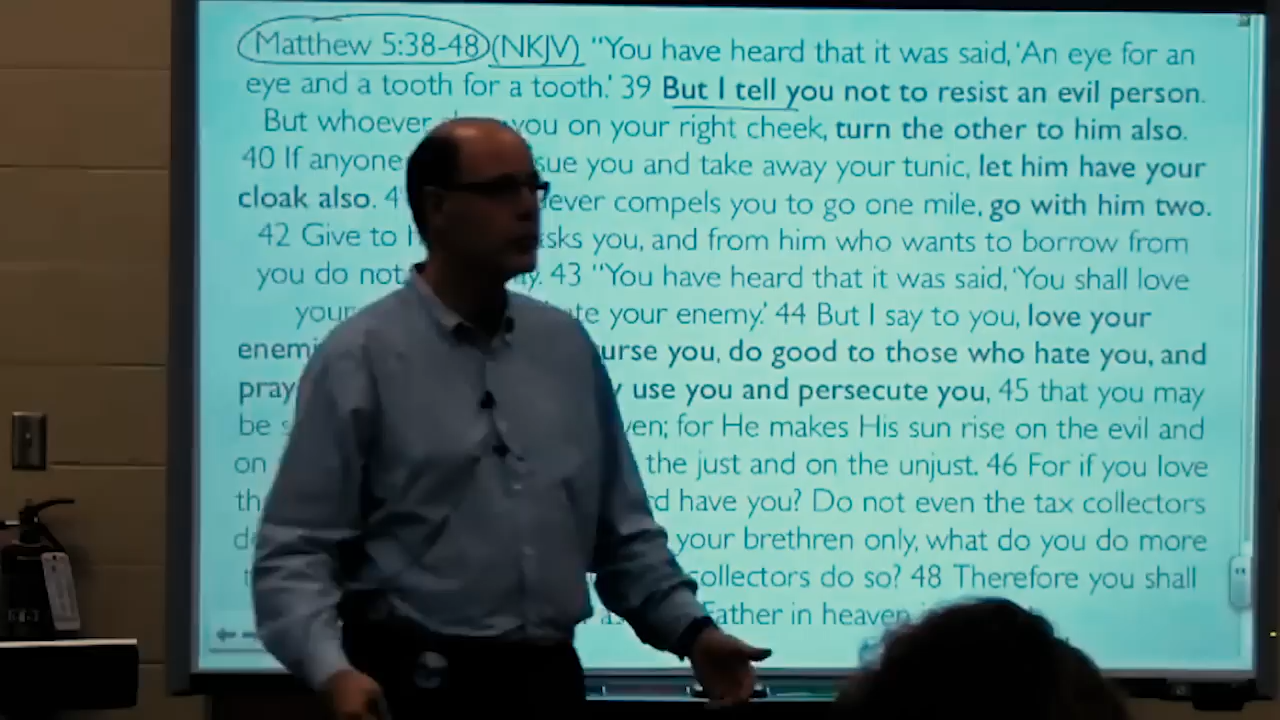 Matthew 5:38-48 (NKJV) "You have heard that it was said, 'An eye for an
eye and a tooth for a tooth.' 39 But I tell you not to resist an evil person.
But whoever you on your right cheek, turn the other to him also.
40 If anyone sue you and take away your tunic, let him have your
cloak also. compels you to go one mile, go with him two.
42 Give to asks you, and from him who wants to borrow from
you do not 43 "You have heard that it was said, 'You shall love
your enemy.' 44 But I say to you, love your
curse you, do good to those who hate you, and
pray use you and persecute you, 45 that you may
be for He makes His sun rise on the evil and
on the just and on the unjust. 46 For if you love
have you? Do not even the tax collectors
your brethren only, what do you do more
collectors do so? 48 Therefore you shall
Father in heaven